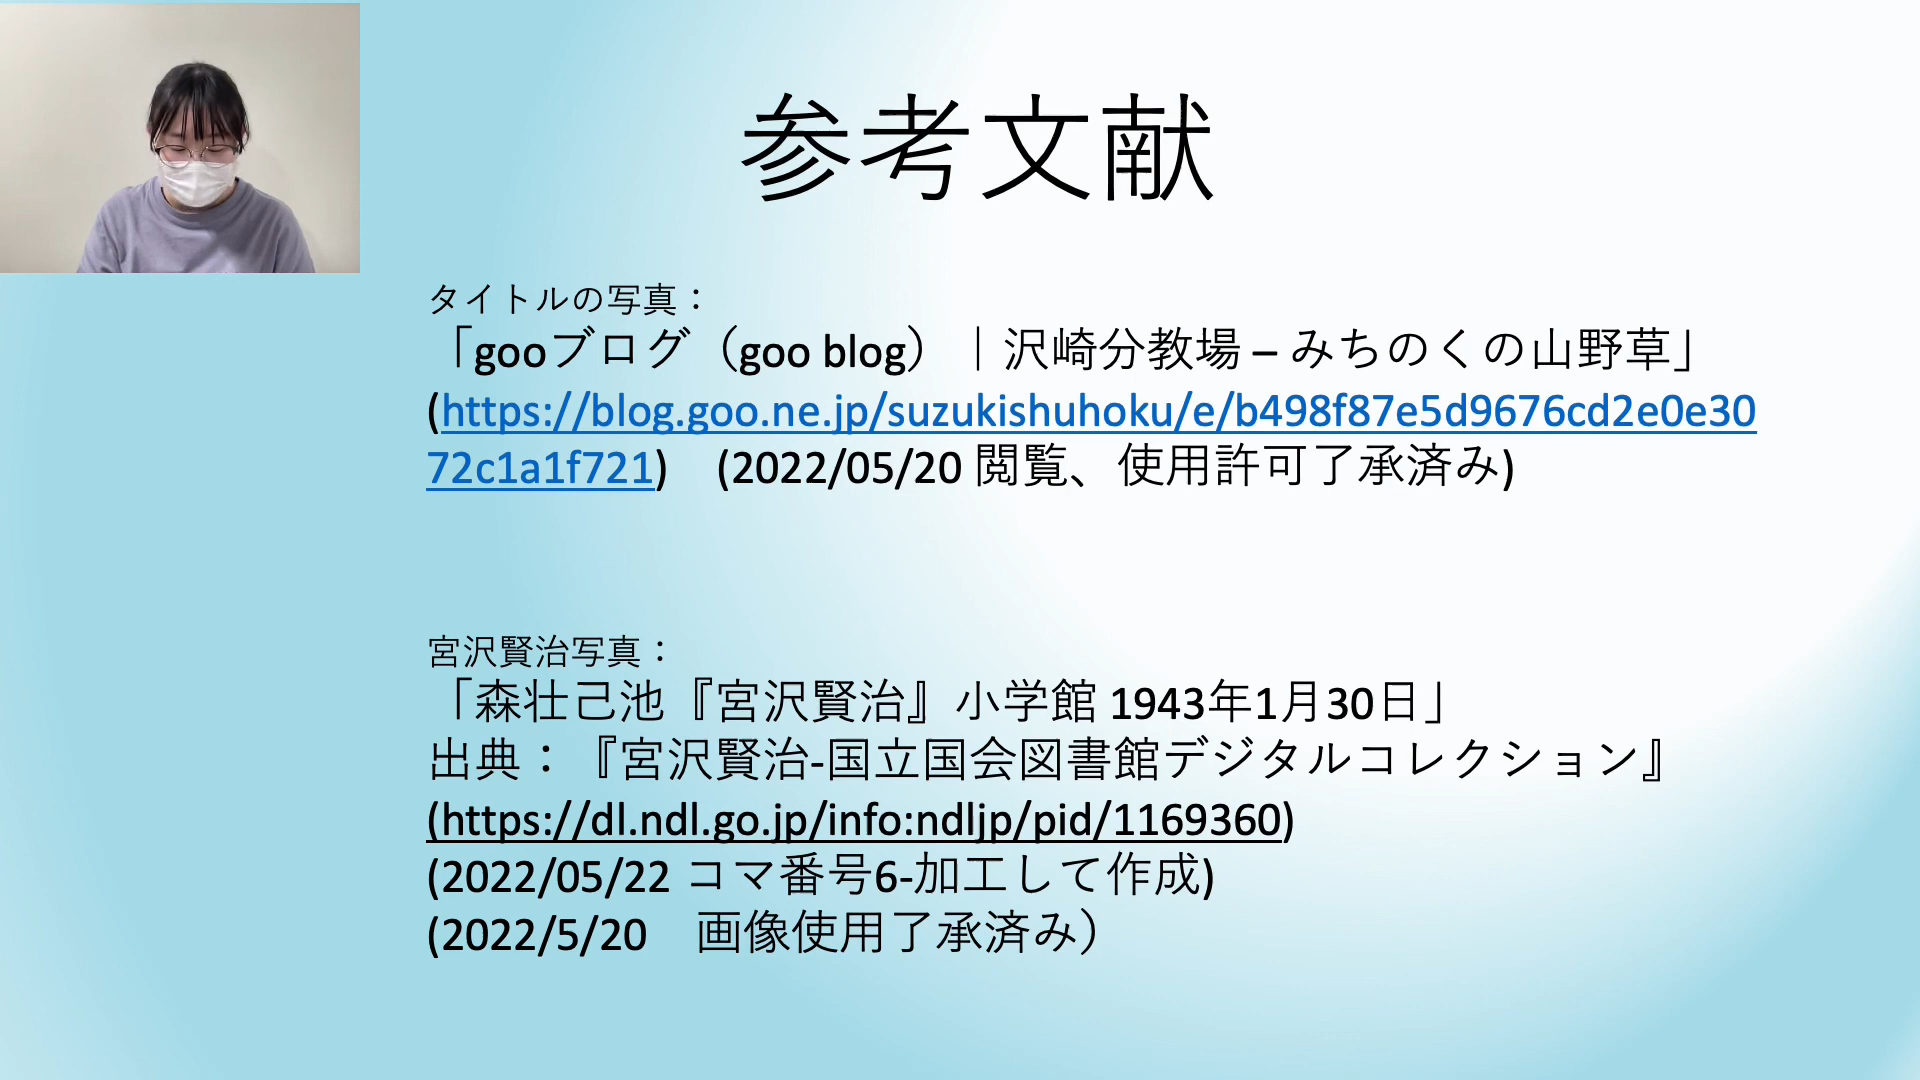 参考文献
タイトルの写真：
「gooブログ（goo blog）｜沢崎分教場 – みちのくの山野草」
(https://blog.goo.ne.jp/suzukishuhoku/e/b498f87e5d9676cd2e0e30
72c1a1f721)　(2022/05/20 閲覧、使用許可了承済み)
宮沢賢治写真：
「森壮己池『宮沢賢治』小学館 1943年1月30日」
出典：『宮沢賢治-国立国会図書館デジタルコレクション』
(https://dl.ndl.go.jp/info:ndljp/pid/1169360)
(2022/05/22 コマ番号6-加工して作成)
(2022/5/20　画像使用了承済み）